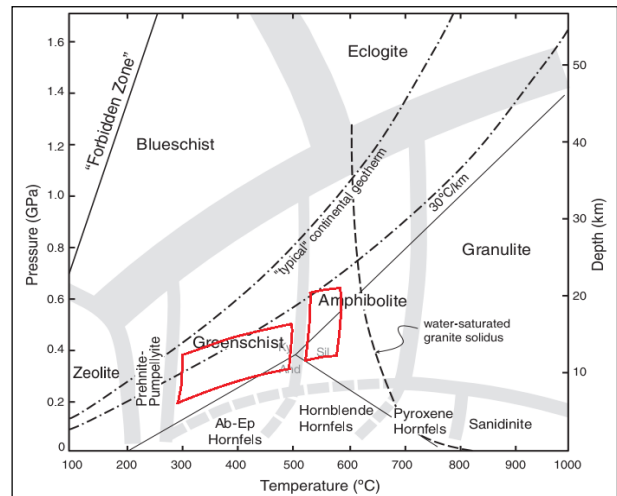 1.6
1.4
1.2
1.0
0.8
0.6
0.4
0.2
0
Pressure (GPa)
50
40
30
20
10
Depth (km)
100
200
300
400
500
600
700
800
900
1000
Temperature (°C)
"Forbidden Zone"
Eclogite
Blueschist
"typical" continental geotherm
30°C/km
Granulite
Amphibolite
Greenschist
Ky
And
Sil
Zeolite
Prehnite-
Pumpellyite
water-saturated
granite solidus
Ab-Ep
Hornfels
Hornblende
Hornfels
Pyroxene
Hornfels
Sanidinite